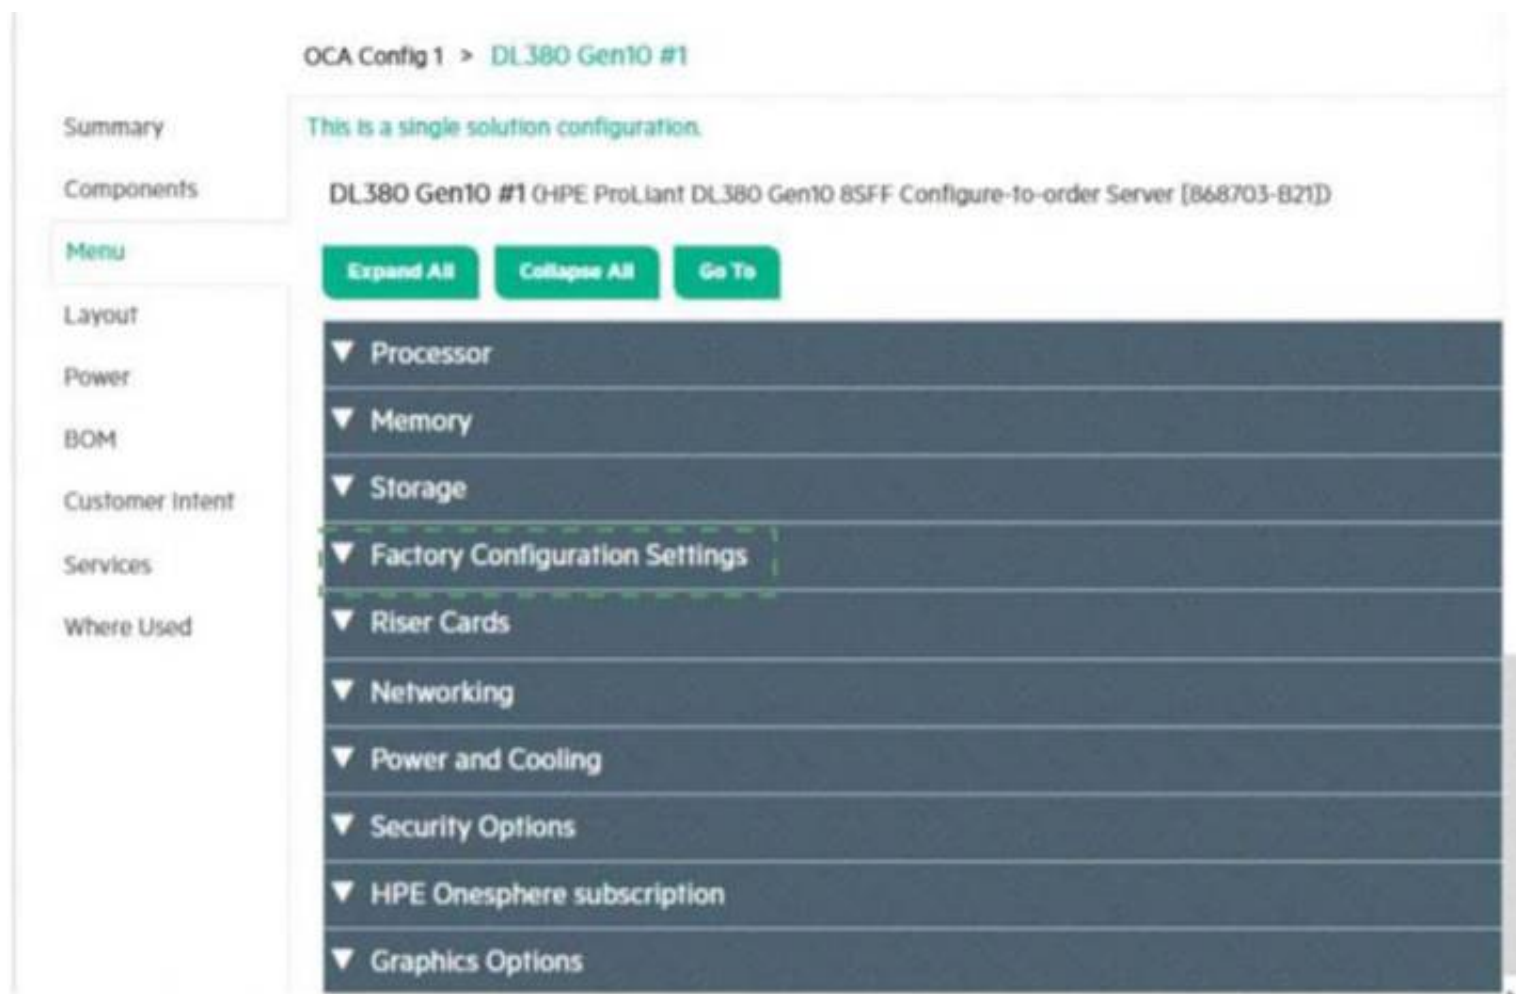 OCA Config 1 > DL380 Gen10 #1
Summary
This is a single solution configuration.
Components
DL380 Gen10 #1 (HPE ProLiant DL380 Gen10 8SFF Configure-to-order Server [868703-B21])
Menu
Expand All Collapse All Go To
Layout
Power
BOM
Customer Intent
Services
Where Used
Processor
Memory
Storage
Factory Configuration Settings
Riser Cards
Networking
Power and Cooling
Security Options
HPE Onesphere subscription
Graphics Options